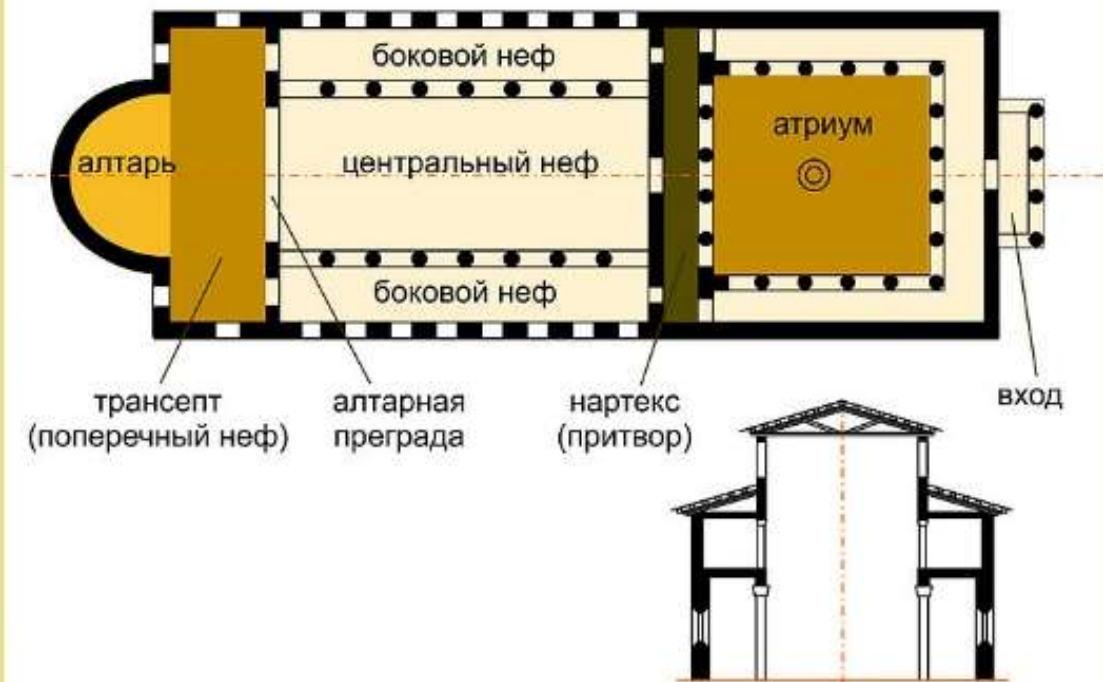 боковой неф
атриум
алтарь
центральный неф
боковой неф
трансепт
(поперечный неф)
алтарная
преграда
нартекс
(притвор)
вход